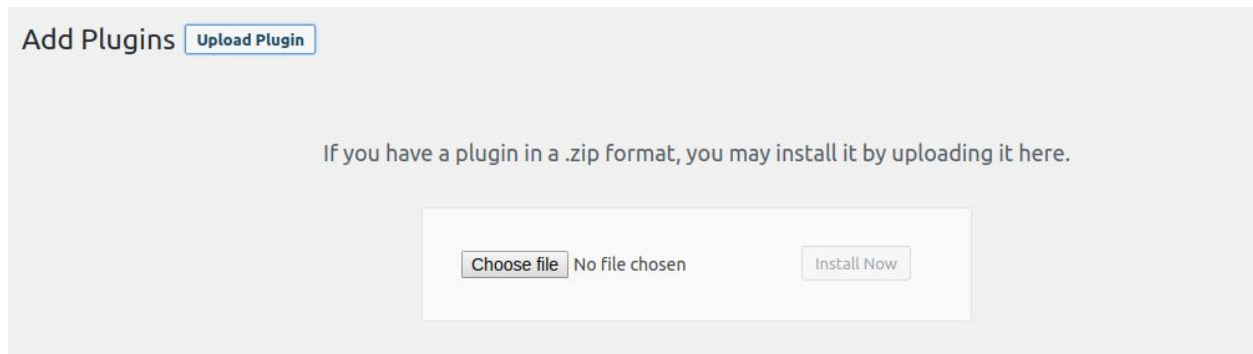 Add Plugins Upload Plugin
If you have a plugin in a .zip format, you may install it by uploading it here.
Choose file No file chosen Install Now